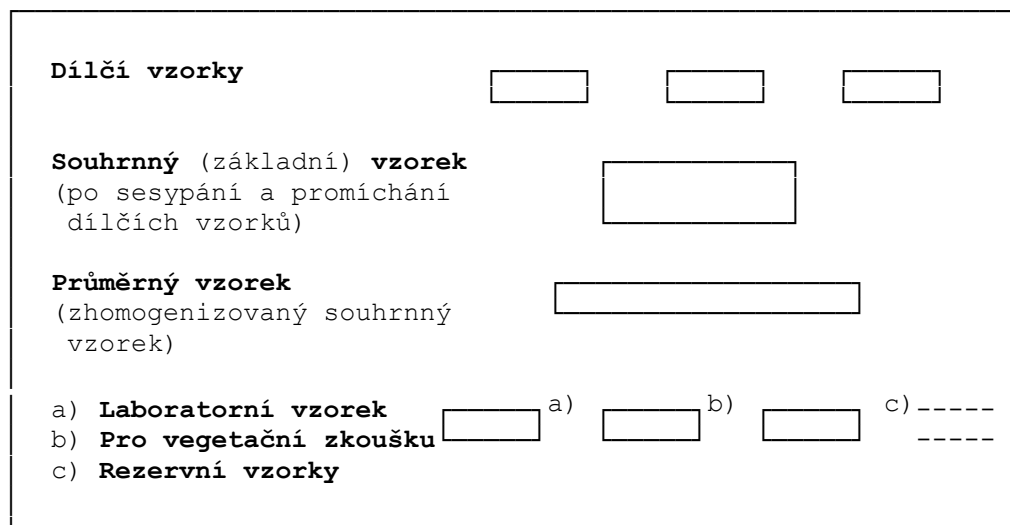 Dílčí vzorky
Souhrnný (základní) vzorek
(po sesypání a promíchání
dílčích vzorků)
Průměrný vzorek
(zhomogenizovaný souhrnný
vzorek)
a) Laboratorní vzorek a) b) c)
b) Pro vegetační zkoušku
c) Rezervní vzorky